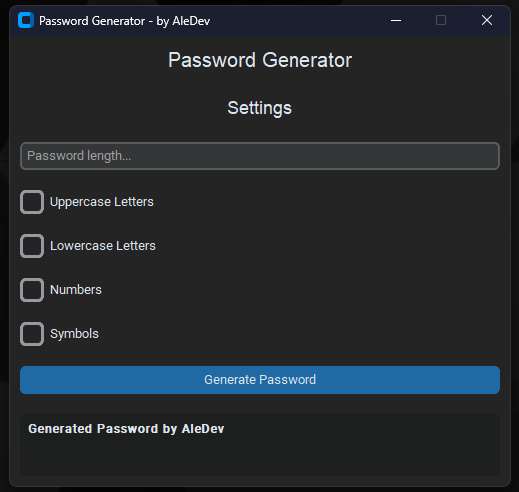 Password Generator - by AleDev
Password Generator
Settings
Password length...
Uppercase Letters
Lowercase Letters
Numbers
Symbols
Generate Password
Generated Password by AleDev